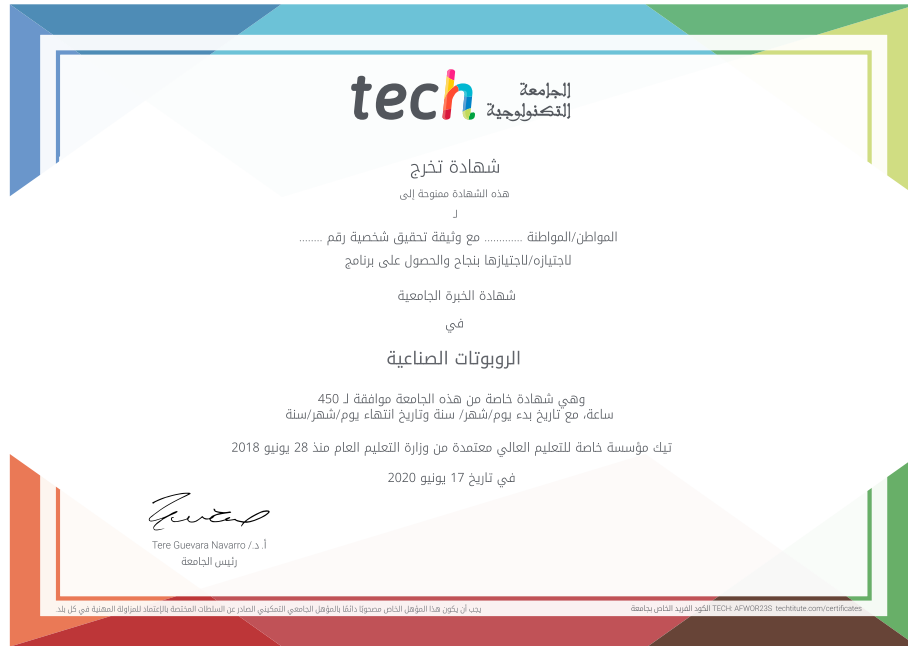 tech الجامعة
التكنولوجية
شهادة تخرج
هذه الشهادة ممنوحة إلى
لـ
المواطن/المواطنة ............ مع وثيقة تحقيق شخصية رقم ........
لاجتيازه/لاجتيازها بنجاح والحصول على برنامج
شهادة الخبرة الجامعية
في
الروبوتات الصناعية
وهي شهادة خاصة من هذه الجامعة موافقة لـ 450
ساعة، مع تاريخ بدء يوم/شهر/ سنة وتاريخ انتهاء يوم/شهر/سنة
تيك مؤسسة خاصة للتعليم العالي معتمدة من وزارة التعليم العام منذ 28 يونيو 2018
في تاريخ 17 يونيو 2020
أ. د./ Tere Guevara Navarro
رئيس الجامعة
يجب أن يكون هذا المؤهل الخاص مصحوبًا دائمًا بالمؤهل الجامعي التمكيني الصادر عن السلطات المختصة بالإعتماد للمزاولة المهنية في كل بلد.
الكود الفريد الخاص بجامعة TECH: AFWOR23S techtitute.com/certificates